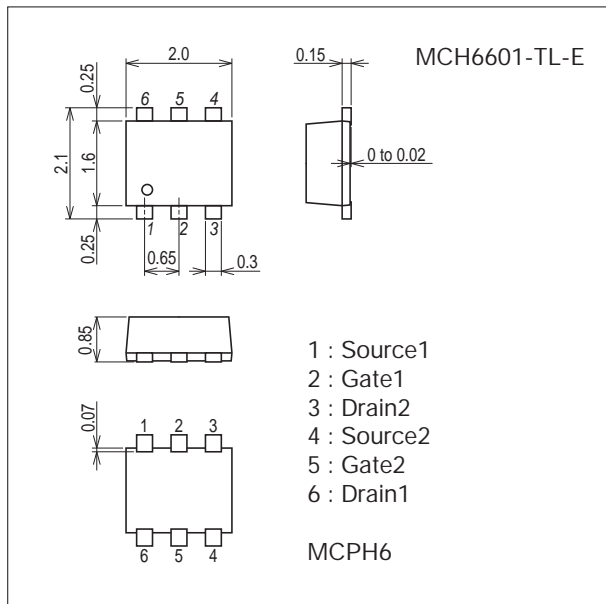 MCH6601-TL-E
2.0
0.15
0.25
6 5 4
2.1
1.6
0 to 0.02
0.25
1 2 3
0.65
0.3
0.85
1 : Source1
2 : Gate1
3 : Drain2
4 : Source2
5 : Gate2
6 : Drain1
0.07
1 2 3
6 5 4
MCPH6